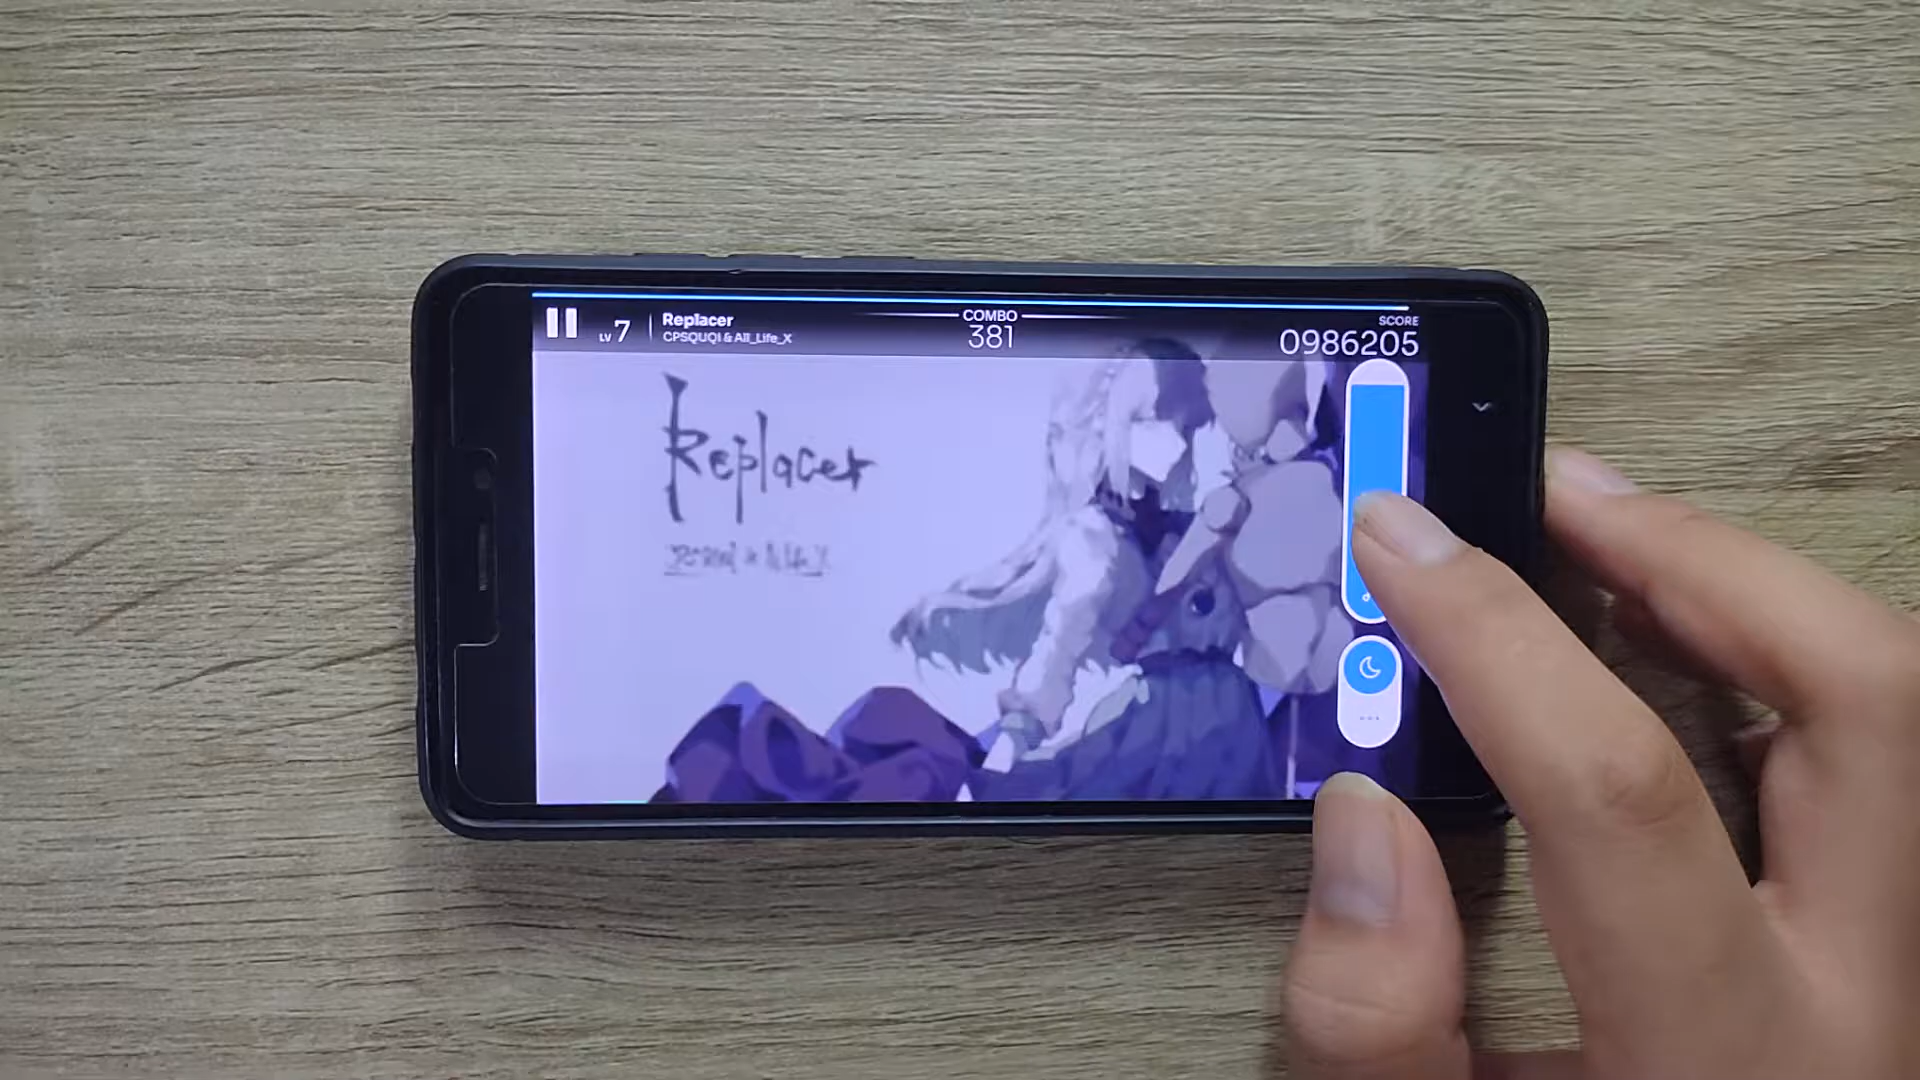 LV 7
Replacer
CPSQUQI & All_Life_X
COMBO
381
SCORE
0986205
Replacer